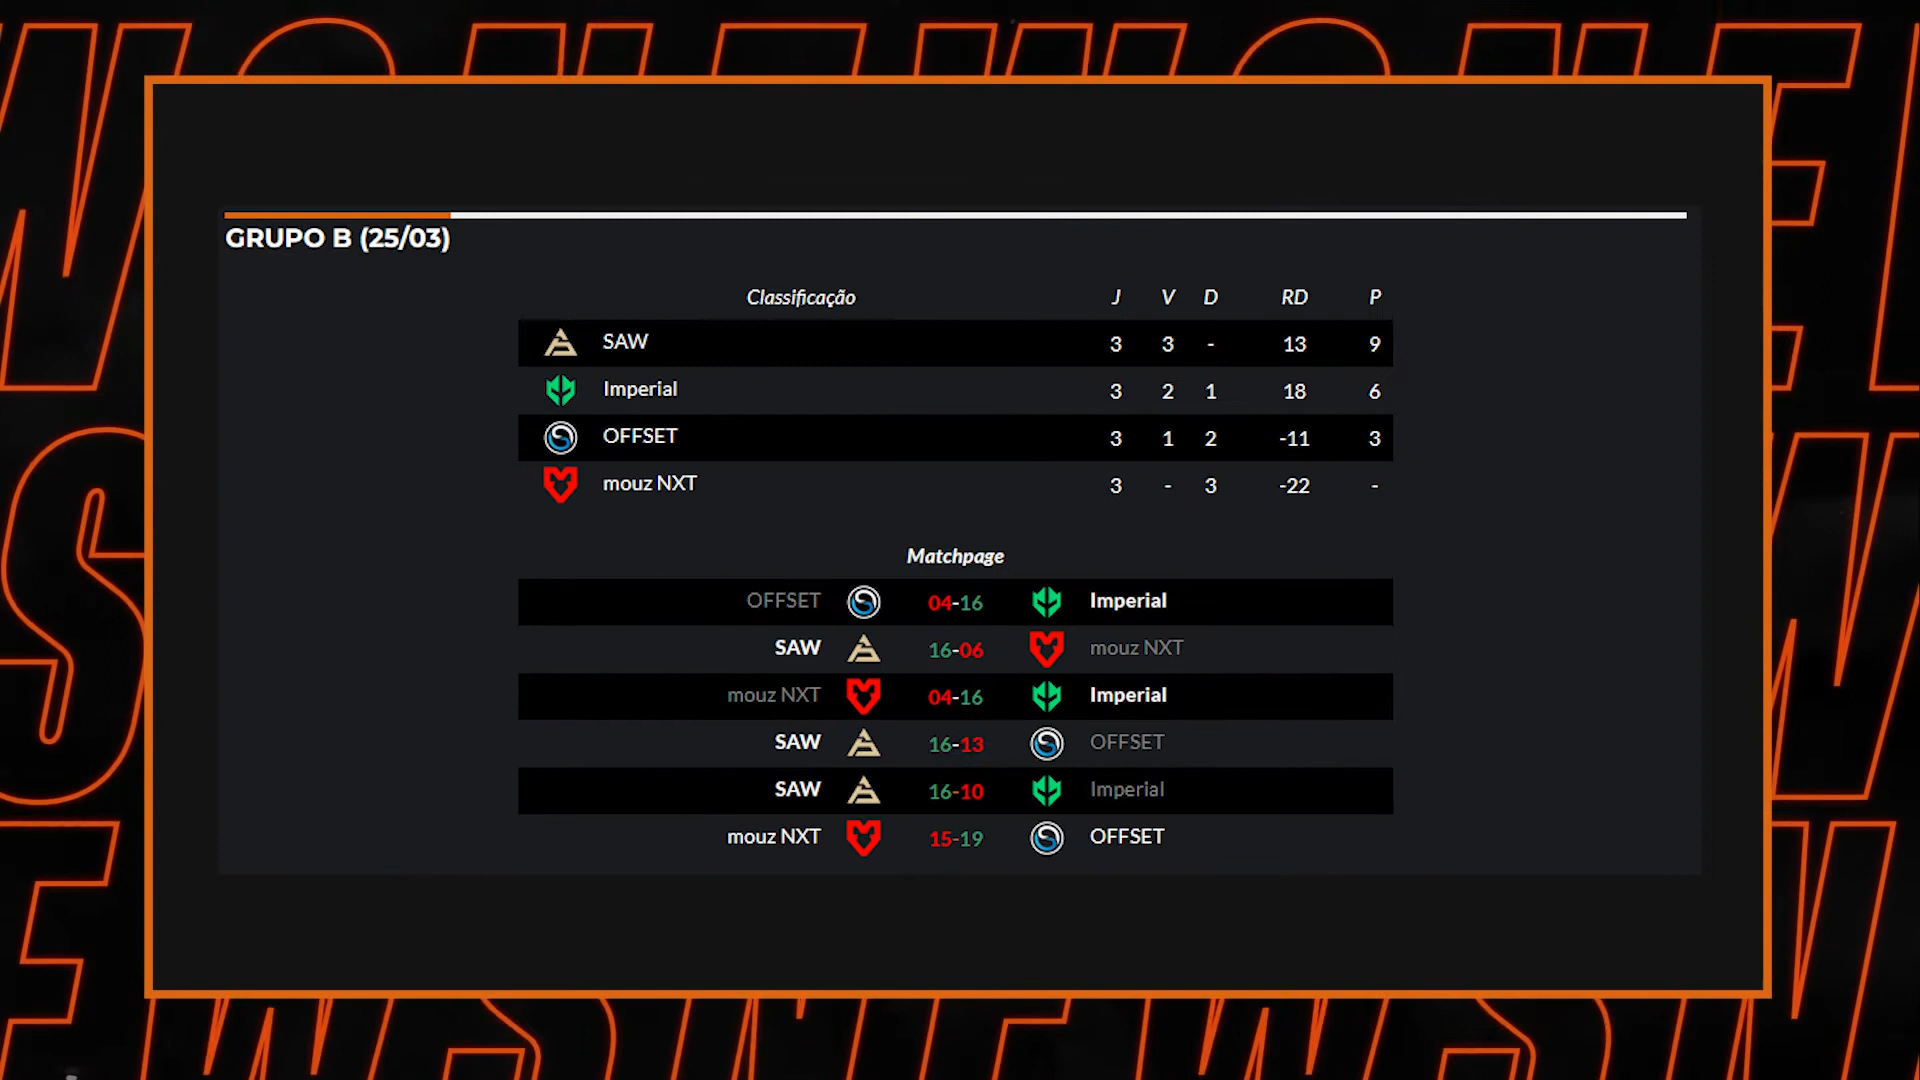 GRUPO B (25/03)
Classificação J V D RD P
SAW 3 3 - 13 9
Imperial 3 2 1 18 6
OFFSET 3 1 2 -11 3
mouz NXT 3 - 3 -22 -
Matchpage
OFFSET 04-16 Imperial
SAW 16-06 mouz NXT
mouz NXT 04-16 Imperial
SAW 16-13 OFFSET
SAW 16-10 Imperial
mouz NXT 15-19 OFFSET